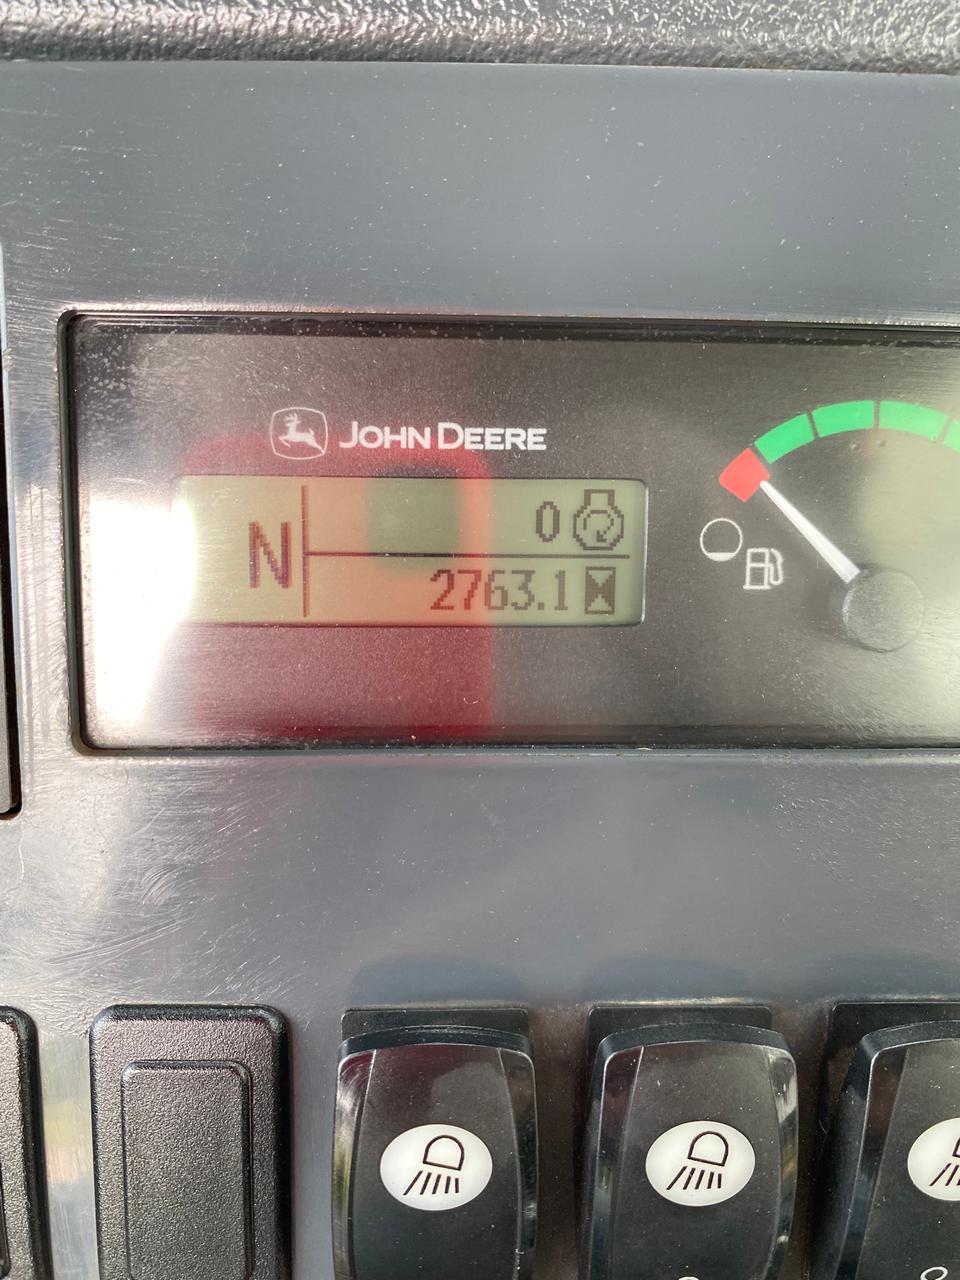 JOHN DEERE
N
0
2763.1